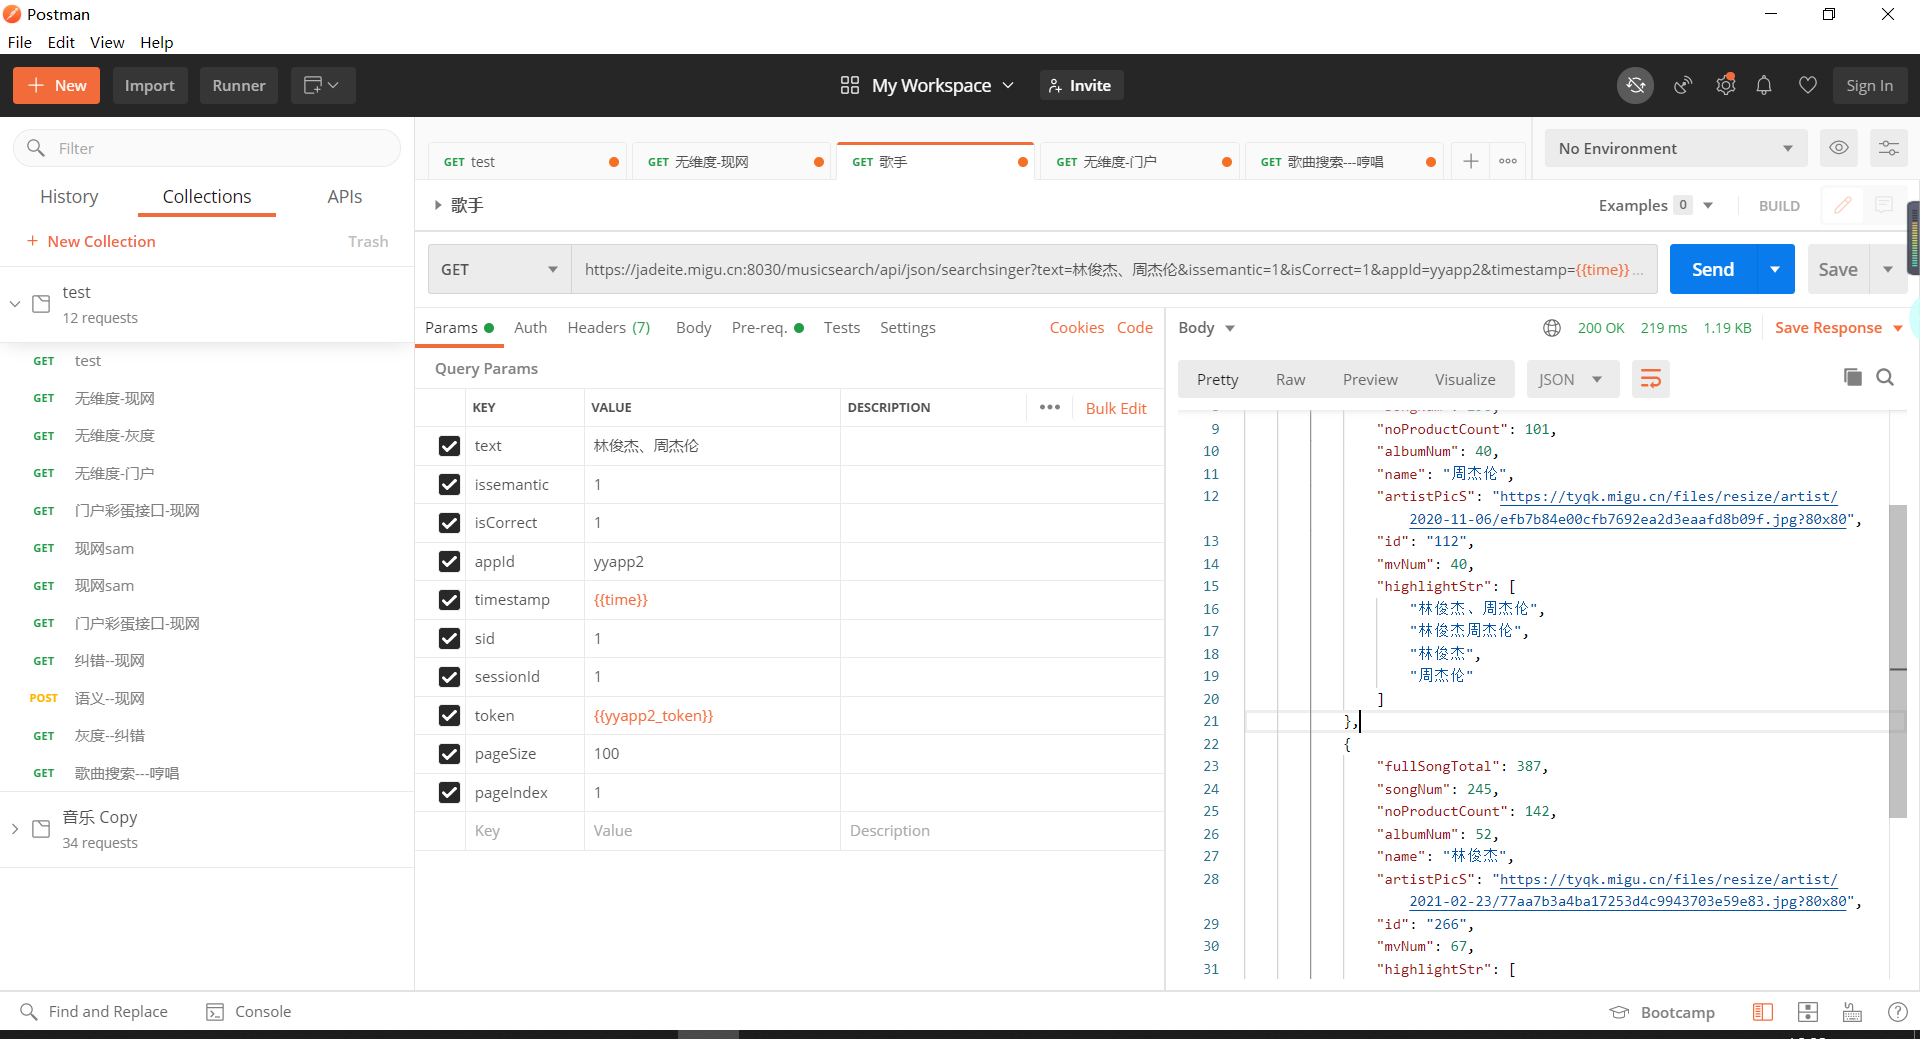 Postman
File Edit View Help
New Import Runner My Workspace Invite Sign In
Filter
History Collections APIs
+ New Collection Trash
test
12 requests
GET test
GET 无维度-现网
GET 无维度-灰度
GET 无维度-门户
GET 门户彩蛋接口-现网
GET 现网sam
GET 现网sam
GET 门户彩蛋接口-现网
GET 纠错--现网
POST 语义--现网
GET 灰度--纠错
GET 歌曲搜索---哼唱
音乐 Copy
34 requests
GET test GET 无维度-现网 GET 歌手 GET 无维度-门户 GET 歌曲搜索---哼唱
No Environment
歌手
Examples 0 BUILD
GET https://jadeite.migu.cn:8030/musicsearch/api/json/searchsinger?text=林俊杰、周杰伦&issemantic=1&isCorrect=1&appId=yyapp2&timestamp={{time}} ...
Send Save
Params Auth Headers (7) Body Pre-req. Tests Settings Cookies Code
Query Params
KEY VALUE DESCRIPTION ••• Bulk Edit
text 林俊杰、周杰伦
issemantic 1
isCorrect 1
appId yyapp2
timestamp {{time}}
sid 1
sessionId 1
token {{yyapp2_token}}
pageSize 100
pageIndex 1
Key Value Description
Body 200 OK 219 ms 1.19 KB Save Response
Pretty Raw Preview Visualize JSON
9 "noProductCount": 101,
10 "albumNum": 40,
11 "name": "周杰伦",
12 "artistPicS": "https://tyqk.migu.cn/files/resize/artist/
2020-11-06/efb7b84e00cfb7692ea2d3eaafd8b09f.jpg?80x80",
13 "id": "112",
14 "mvNum": 40,
15 "highlightStr": [
16 "林俊杰、周杰伦",
17 "林俊杰周杰伦",
18 "林俊杰",
19 "周杰伦"
20 ]
21 },
22 {
23 "fullSongTotal": 387,
24 "songNum": 245,
25 "noProductCount": 142,
26 "albumNum": 52,
27 "name": "林俊杰",
28 "artistPicS": "https://tyqk.migu.cn/files/resize/artist/
2021-02-23/77aa7b3a4ba17253d4c9943703e59e83.jpg?80x80",
29 "id": "266",
30 "mvNum": 67,
31 "highlightStr": [
Find and Replace Console Bootcamp